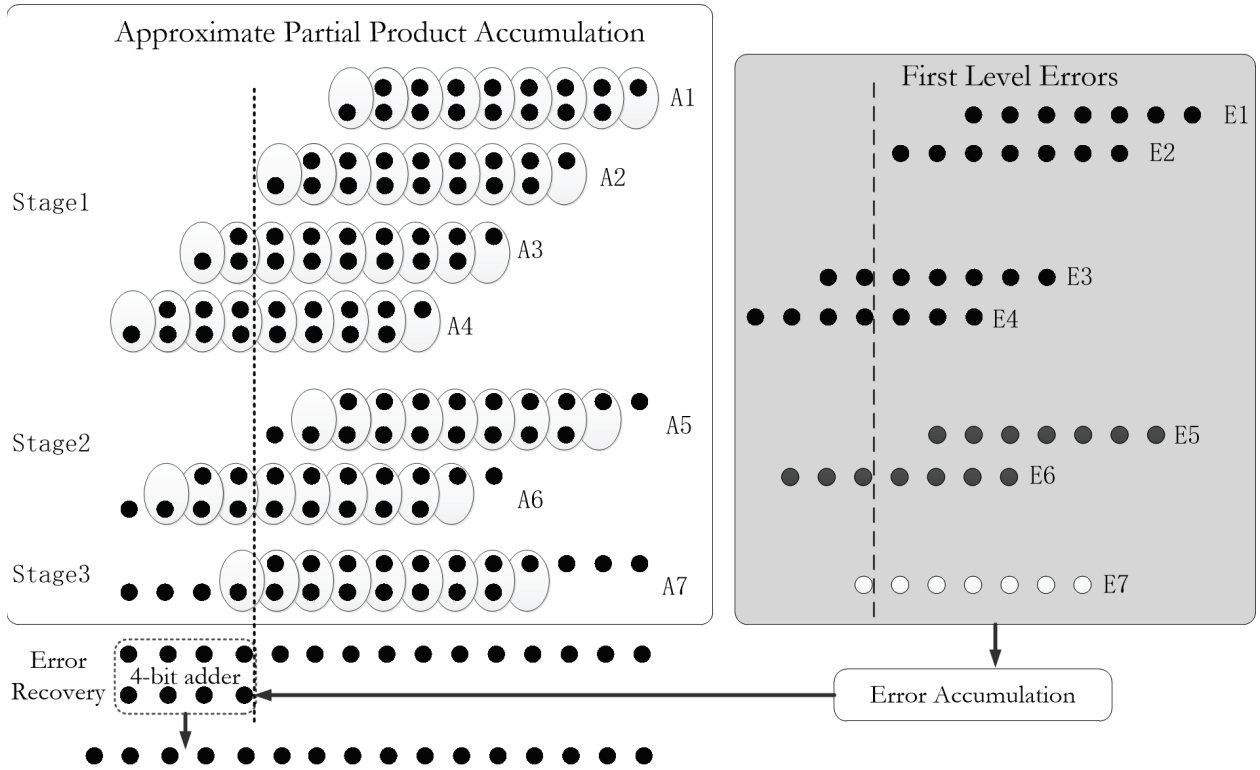 Approximate Partial Product Accumulation
First Level Errors
A1
E1
E2
A2
Stage1
A3
E3
E4
A4
A5
E5
Stage2
E6
A6
Stage3
A7
E7
Error
Recovery
4-bit adder
Error Accumulation